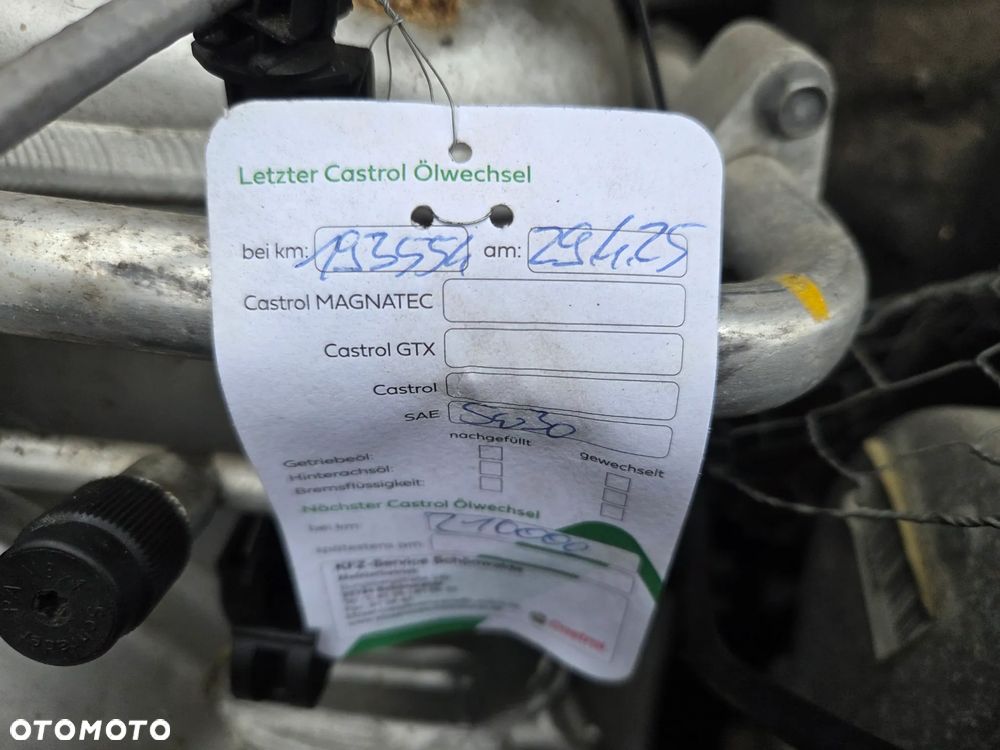 Letzter Castrol Ölwechsel
bei km: 193554 am: 29.4.25
Castrol MAGNATEC
Castrol GTX
Castrol
SAE 5w30
nachgefüllt gewechselt
Getriebeöl:
Hinterachsöl:
Bremsflüssigkeit:
Nächster Castrol Ölwechsel
bei km: 210000
spätestens am:
KFZ-Service
Castrol
OTOMOTO